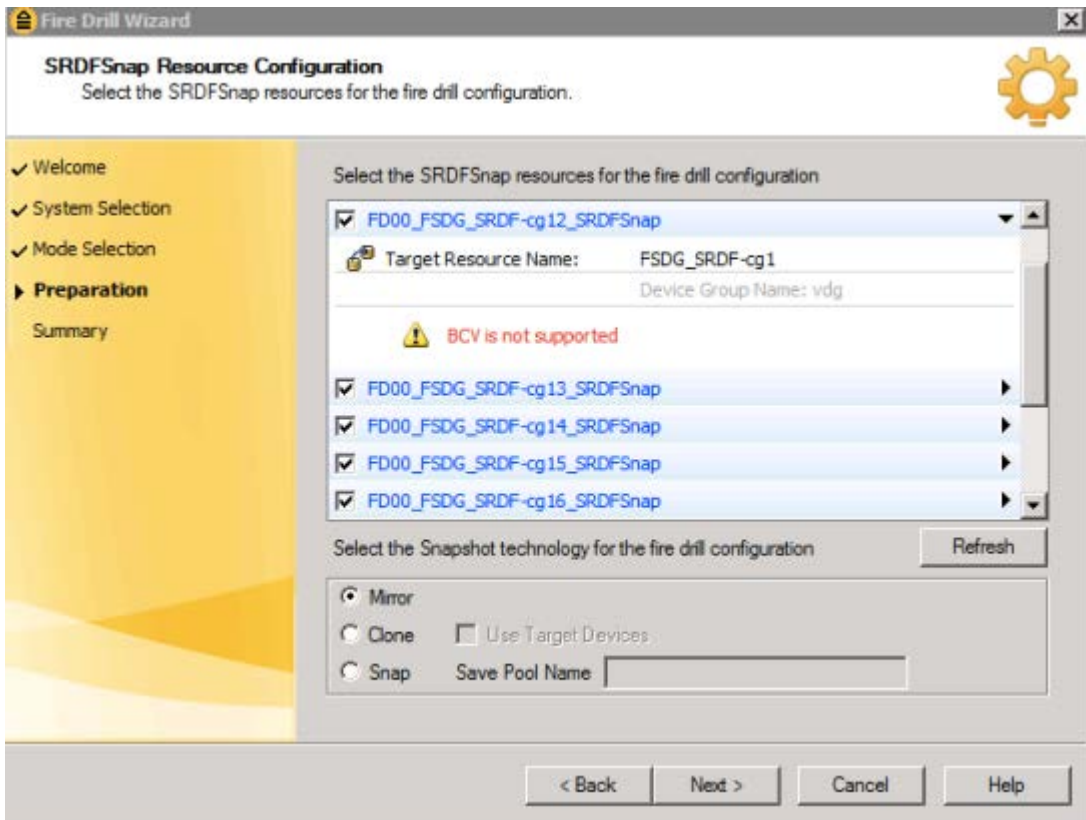 Fire Drill Wizard
SRDFSnap Resource Configuration
Select the SRDFSnap resources for the fire drill configuration.
Welcome
System Selection
Mode Selection
Preparation
Summary
Select the SRDFSnap resources for the fire drill configuration
FD00_FSDG_SRDF-cg12_SRDFSnap
Target Resource Name: FSDG_SRDF-cg1
Device Group Name: vdg
BCV is not supported
FD00_FSDG_SRDF-cg13_SRDFSnap
FD00_FSDG_SRDF-cg14_SRDFSnap
FD00_FSDG_SRDF-cg15_SRDFSnap
FD00_FSDG_SRDF-cg16_SRDFSnap
Select the Snapshot technology for the fire drill configuration
Refresh
Mirror
Clone Use Target Devices
Snap Save Pool Name
< Back Next > Cancel Help